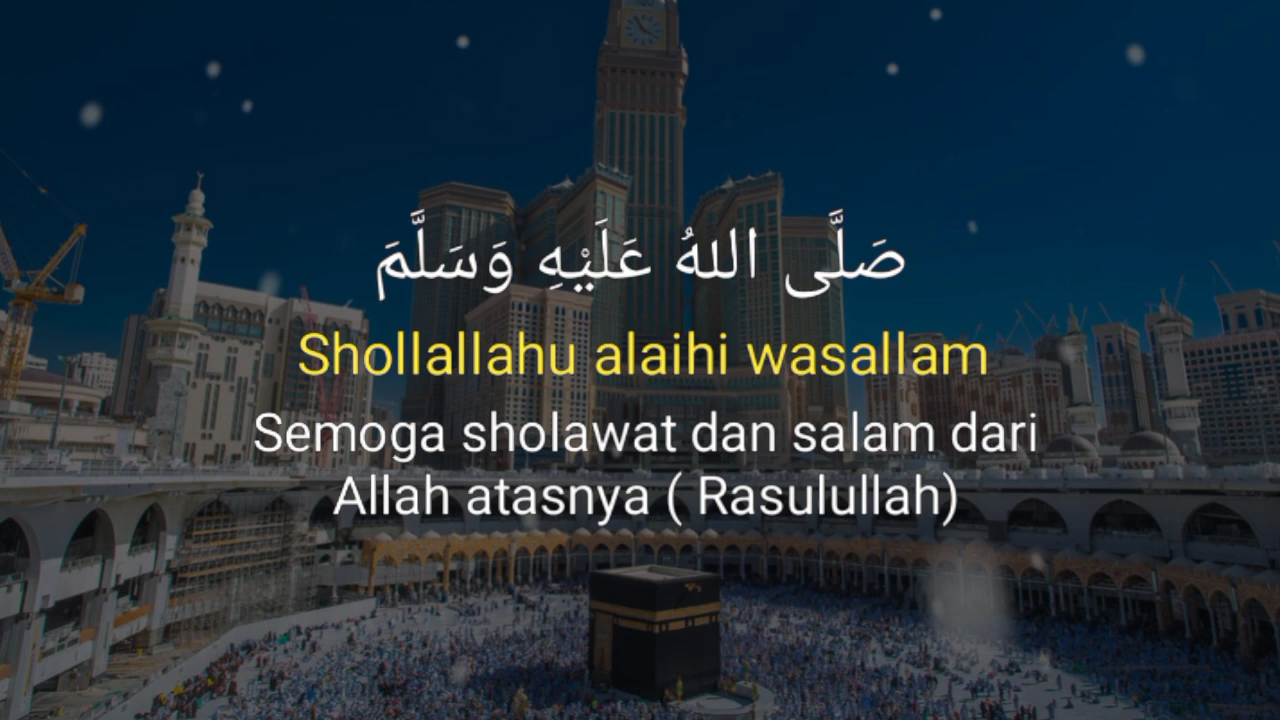 صَلَّى اللهُ عَلَيْهِ وَسَلَّمَ
Shollallahu alaihi wasallam
Semoga sholawat dan salam dari
Allah atasnya ( Rasulullah)